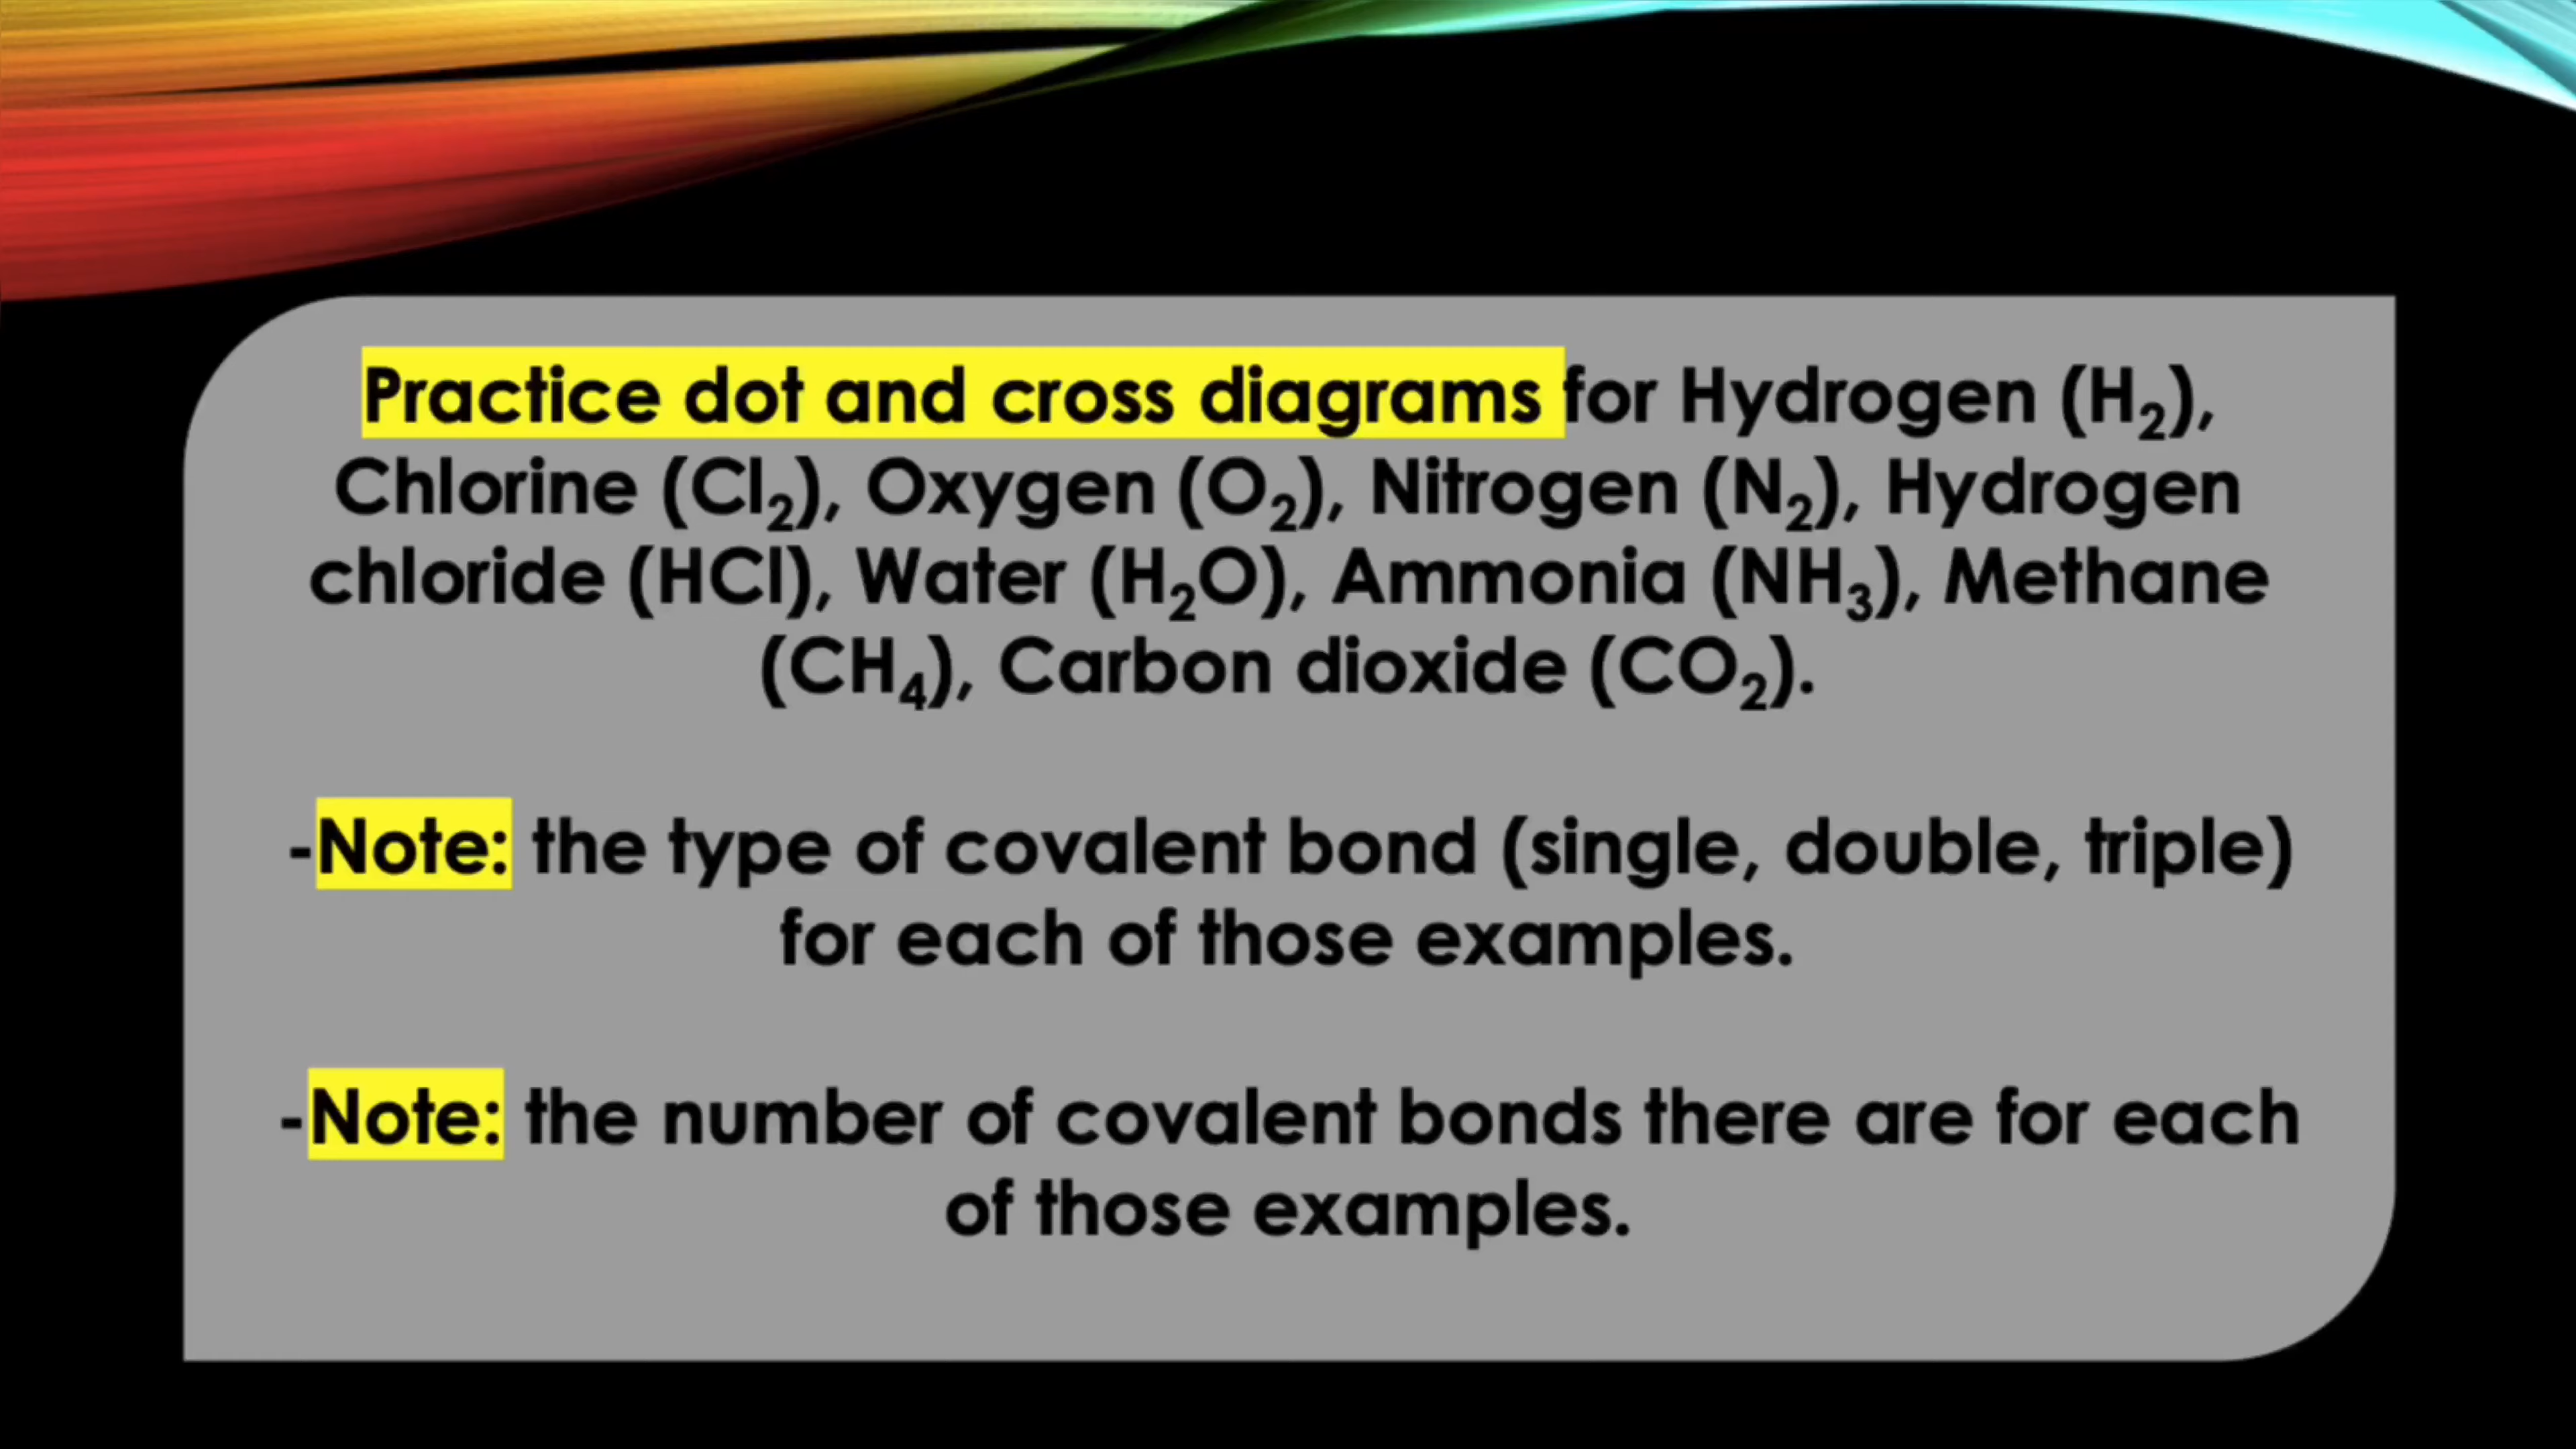 Practice dot and cross diagrams for Hydrogen (H₂),
Chlorine (Cl₂), Oxygen (O₂), Nitrogen (N₂), Hydrogen
chloride (HCl), Water (H₂O), Ammonia (NH₃), Methane
(CH₄), Carbon dioxide (CO₂).
-Note: the type of covalent bond (single, double, triple)
for each of those examples.
-Note: the number of covalent bonds there are for each
of those examples.